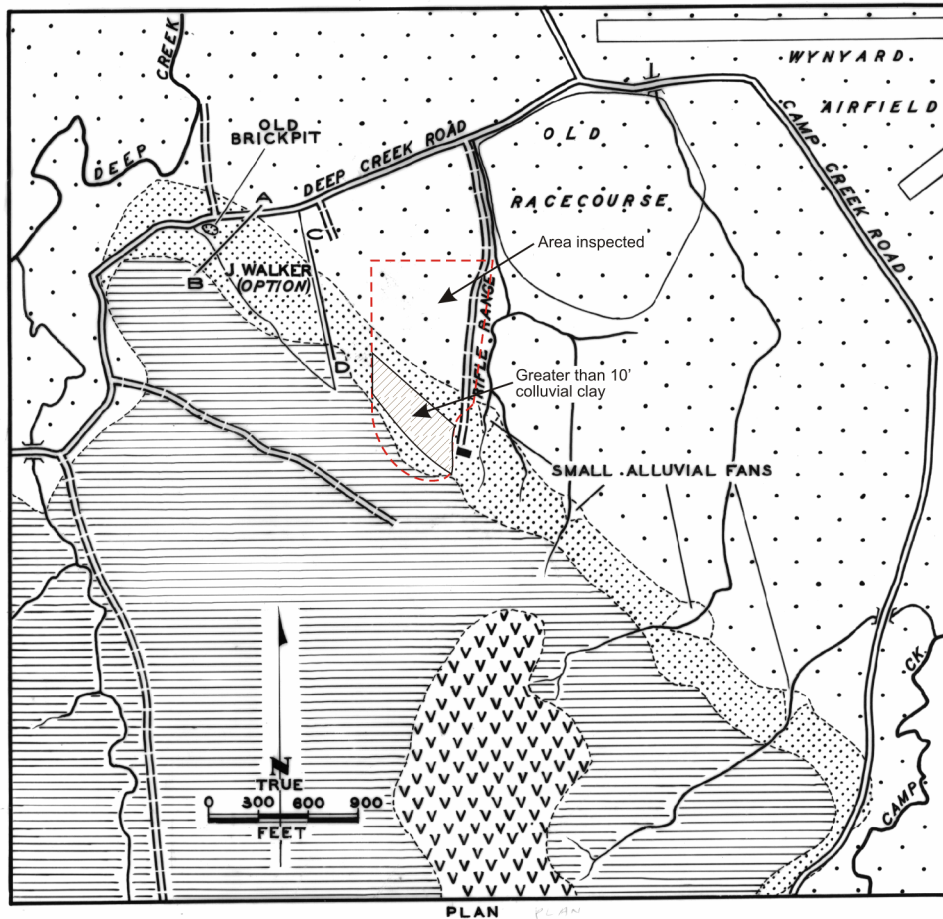 CREEK
DEEP
OLD
BRICKPIT
DEEP CREEK ROAD
WYNYARD.
AIRFIELD
CAMP CREEK ROAD
OLD
RACECOURSE
Area inspected
A
B
C
D
J. WALKER
(OPTION)
RIFLE RANGE
Greater than 10'
colluvial clay
SMALL ALLUVIAL FANS
N
TRUE
0 300 600 900
FEET
CAMP CK.
PLAN
PLAN